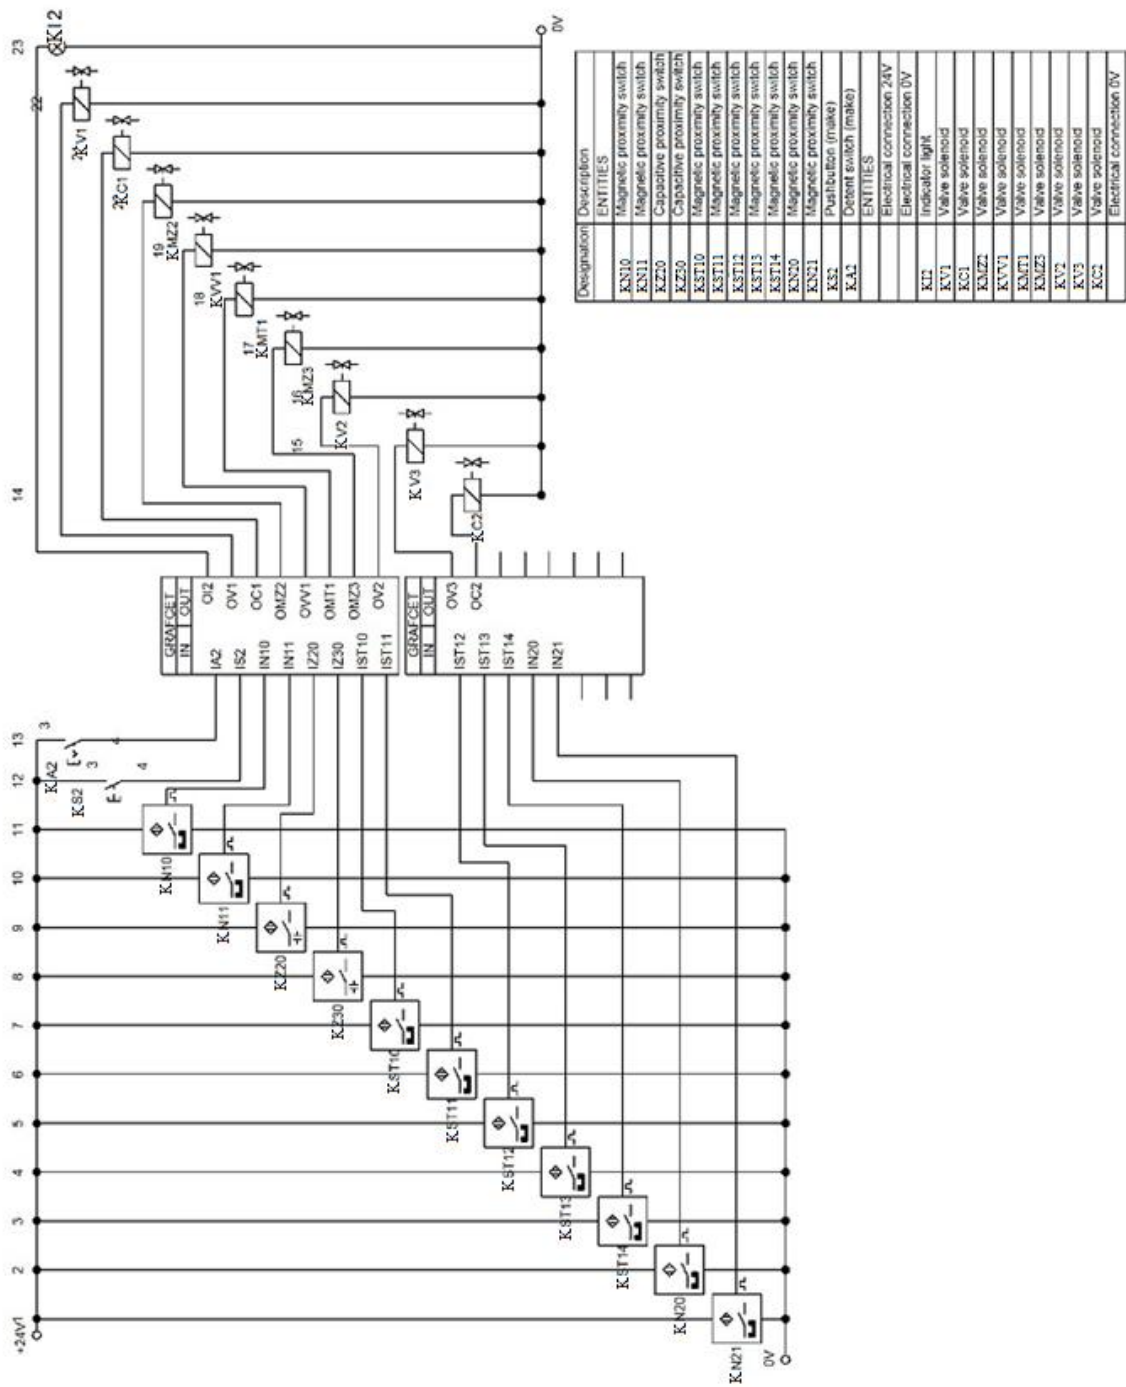 +24V 1
2
3
4
5
6
7
8
9
10
11
12
13
14
22
23
KI2
0V
2
KV1
2
KC1
KMZ2
19
KVV1
18
KMT1
17
KMZ3
16
KV2
15
KV3
KC2
KA2
3
4
KS2
3
4
KN10
KN11
KZ20
KZ30
KST10
KST11
KST12
KST13
KST14
KN20
KN21
0V
GRAFCET
IN OUT
IA2 OI2
IS2 OV1
IN10 OC1
IN11 OMZ2
IZ20 OVV1
IZ30 OMT1
IST10 OMZ3
IST11 OV2
GRAFCET
IN OUT
IST12 OV3
IST13 OC2
IST14
IN20
IN21
Designation Description
ENTITIES
KN10 Magnetic proximity switch
KN11 Magnetic proximity switch
KZ20 Capacitive proximity switch
KZ30 Capacitive proximity switch
KST10 Magnetic proximity switch
KST11 Magnetic proximity switch
KST12 Magnetic proximity switch
KST13 Magnetic proximity switch
KST14 Magnetic proximity switch
KN20 Magnetic proximity switch
KN21 Magnetic proximity switch
KS2 Pushbutton (make)
KA2 Detent switch (make)
ENTITIES
Electrical connection 24V
Electrical connection 0V
KI2 Indicator light
KV1 Valve solenoid
KC1 Valve solenoid
KMZ2 Valve solenoid
KVV1 Valve solenoid
KMT1 Valve solenoid
KMZ3 Valve solenoid
KV2 Valve solenoid
KV3 Valve solenoid
KC2 Valve solenoid
Electrical connection 0V